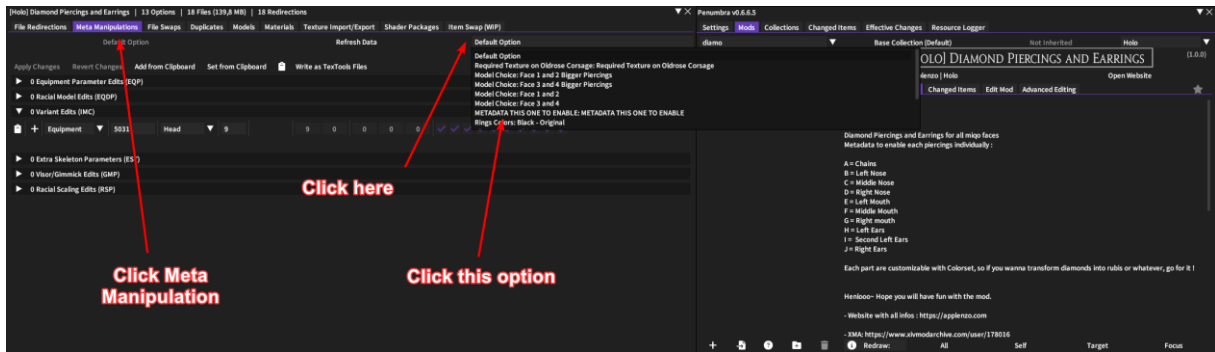 [Holo] Diamond Piercings and Earrings | 13 Options | 18 Files (139,8 MB) | 18 Redirections
File Redirections Meta Manipulations File Swaps Duplicates Models Materials Texture Import/Export Shader Packages Item Swap (WIP)
Default Option Refresh Data Default Option
Default Option
Required Texture on Oldrose Corsage: Required Texture on Oldrose Corsage
Model Choice: Face 1 and 2 Bigger Piercings
Model Choice: Face 3 and 4 Bigger Piercings
Model Choice: Face 1 and 2
Model Choice: Face 3 and 4
METADATA THIS ONE TO ENABLE: METADATA THIS ONE TO ENABLE
Rings Colors: Black - Original
Apply Changes Revert Changes Add from Clipboard Set from Clipboard Write as TexTools Files
0 Equipment Parameter Edits (EQP)
0 Racial Model Edits (EQDP)
0 Variant Edits (IMC)
Equipment 5031 Head 9 9 0 0 0 0
0 Extra Skeleton Parameters (EST)
0 Visor/Gimmick Edits (GMP)
0 Racial Scaling Edits (RSP)
Click here
Click Meta
Manipulation
Click this option
Penumbra v0.6.6.5
Settings Mods Collections Changed Items Effective Changes Resource Logger
diamo Base Collection (Default) Not Inherited Holo
OLO] DIAMOND PIERCINGS AND EARRINGS (1.0.0)
| Holo Open Website
Changed Items Edit Mod Advanced Editing
Diamond Piercings and Earrings for all miqo faces
Metadata to enable each piercings individually :
A = Chains
B = Left Nose
C = Middle Nose
D = Right Nose
E = Left Mouth
F = Middle Mouth
G = Right mouth
H = Left Ears
I = Second Left Ears
J = Right Ears
Each part are customizable with Colorset, so if you wanna transform diamonds into rubis or whatever, go for it !
Henlooo~ Hope you will have fun with the mod.
- Website with all infos : https://applenzo.com
- XMA: https://www.xivmodarchive.com/user/178016
Redraw: All Self Target Focus